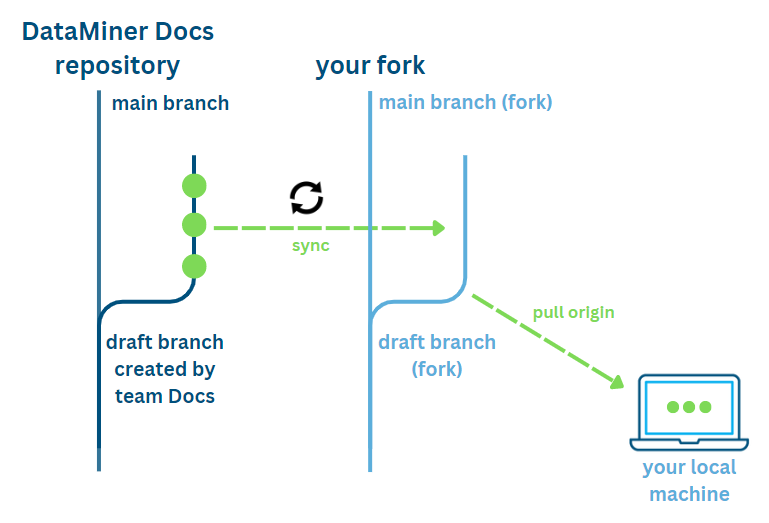 DataMiner Docs
repository
your fork
main branch
main branch (fork)
sync
pull origin
draft branch
created by
team Docs
draft branch
(fork)
your local
machine